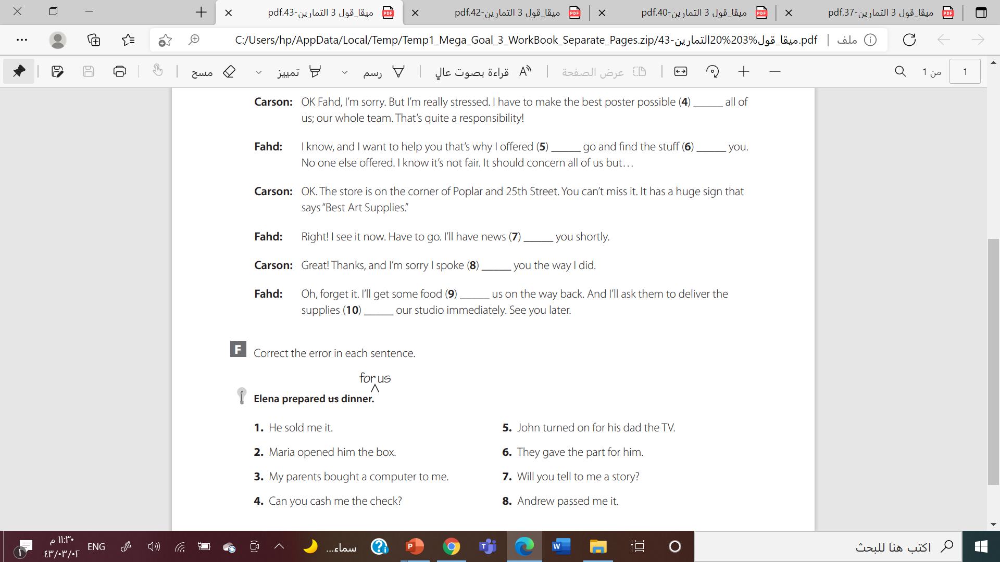 ميقا_قول 3 التمارين-37.pdf
ميقا_قول 3 التمارين-40.pdf
ميقا_قول 3 التمارين-42.pdf
ميقا_قول 3 التمارين-43.pdf
ملف
C:/Users/hp/AppData/Local/Temp/Temp1_Mega_Goal_3_WorkBook_Separate_Pages.zip/43-ميقا_قول%203%20التمارين.pdf
1 من 1
عرض الصفحة
قراءة بصوت عالٍ
رسم
تمييز
مسح
Carson: OK Fahd, I'm sorry. But I'm really stressed. I have to make the best poster possible (4) _____ all of
us; our whole team. That's quite a responsibility!
Fahd: I know, and I want to help you that's why I offered (5) _____ go and find the stuff (6) _____ you.
No one else offered. I know it's not fair. It should concern all of us but…
Carson: OK. The store is on the corner of Poplar and 25th Street. You can't miss it. It has a huge sign that
says “Best Art Supplies.”
Fahd: Right! I see it now. Have to go. I'll have news (7) _____ you shortly.
Carson: Great! Thanks, and I'm sorry I spoke (8) _____ you the way I did.
Fahd: Oh, forget it. I'll get some food (9) _____ us on the way back. And I'll ask them to deliver the
supplies (10) _____ our studio immediately. See you later.
F Correct the error in each sentence.
for us
Elena prepared us dinner.
1. He sold me it.
2. Maria opened him the box.
3. My parents bought a computer to me.
4. Can you cash me the check?
5. John turned on for his dad the TV.
6. They gave the part for him.
7. Will you tell to me a story?
8. Andrew passed me it.
اكتب هنا للبحث
سماء...
ENG
١١:٣٠ م
٤٣/٠٣/٠٢
١